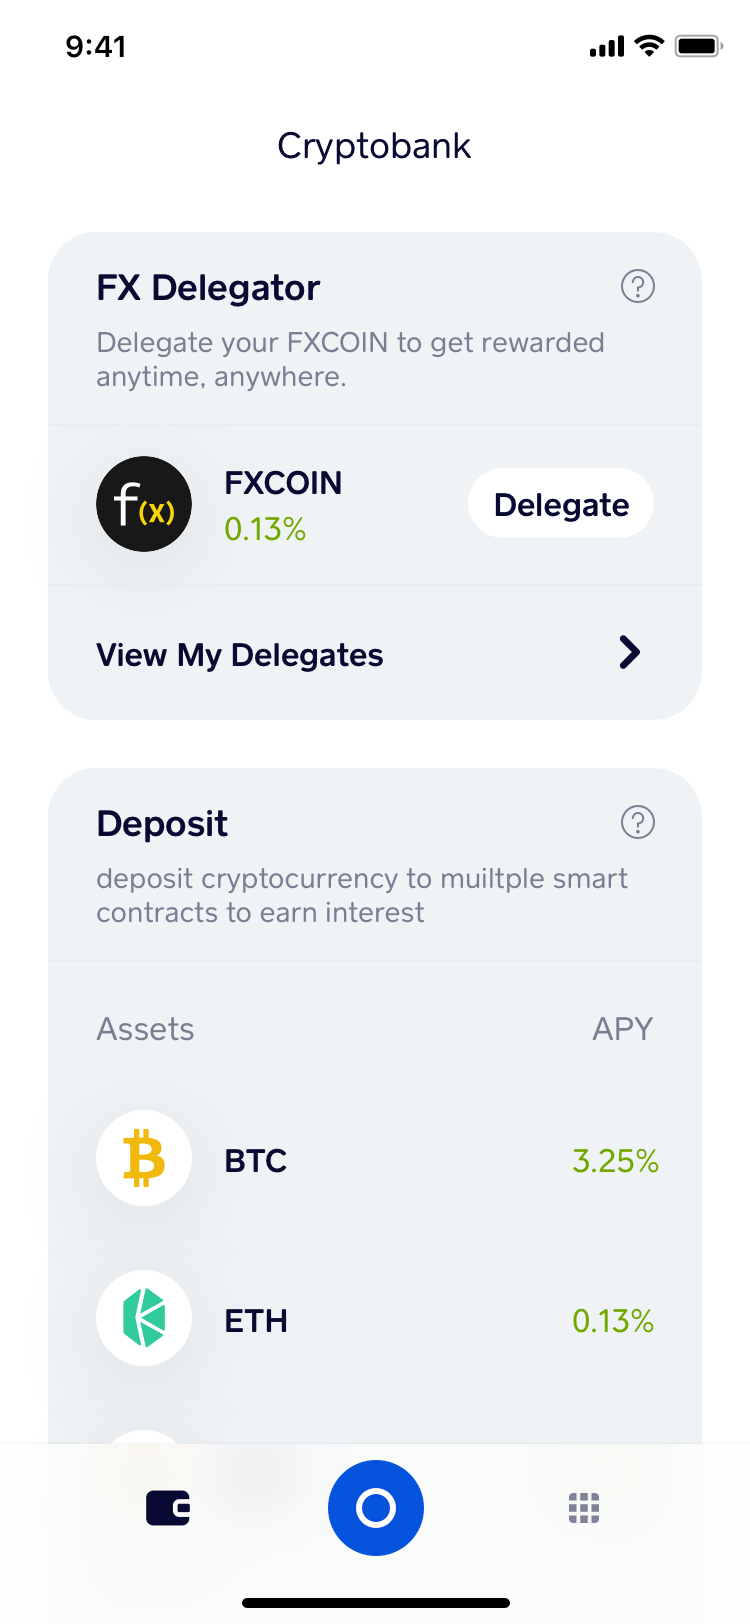 9:41
Cryptobank
FX Delegator
Delegate your FXCOIN to get rewarded
anytime, anywhere.
f(x)
FXCOIN
0.13%
Delegate
View My Delegates
Deposit
deposit cryptocurrency to muiltple smart
contracts to earn interest
Assets
APY
BTC
3.25%
ETH
0.13%